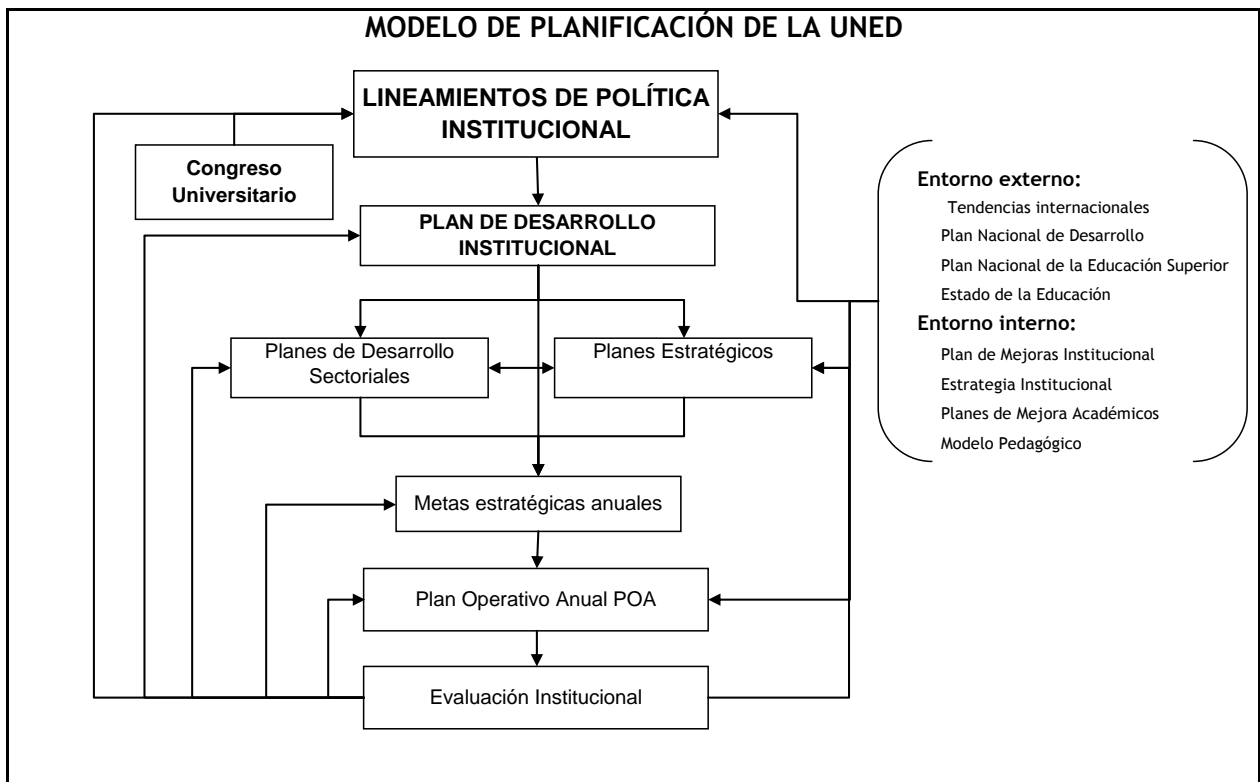 MODELO DE PLANIFICACIÓN DE LA UNED
LINEAMIENTOS DE POLÍTICA
INSTITUCIONAL
Congreso
Universitario
PLAN DE DESARROLLO
INSTITUCIONAL
Planes de Desarrollo
Sectoriales
Planes Estratégicos
Metas estratégicas anuales
Plan Operativo Anual POA
Evaluación Institucional
Entorno externo:
Tendencias internacionales
Plan Nacional de Desarrollo
Plan Nacional de la Educación Superior
Estado de la Educación
Entorno interno:
Plan de Mejoras Institucional
Estrategia Institucional
Planes de Mejora Académicos
Modelo Pedagógico